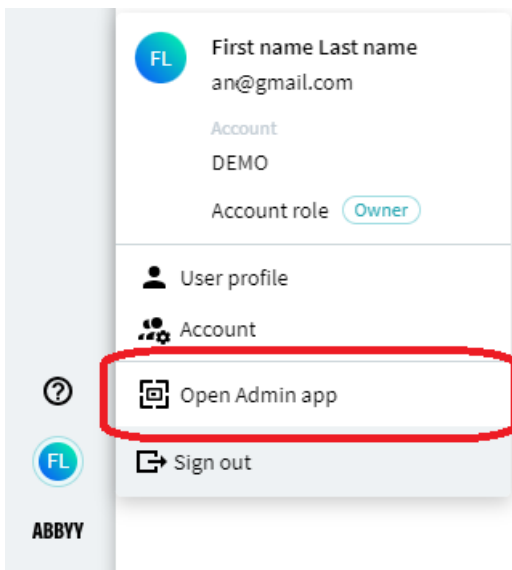 FL
First name Last name
an@gmail.com
Account
DEMO
Account role Owner
User profile
Account
Open Admin app
Sign out
?
FL
ABBYY